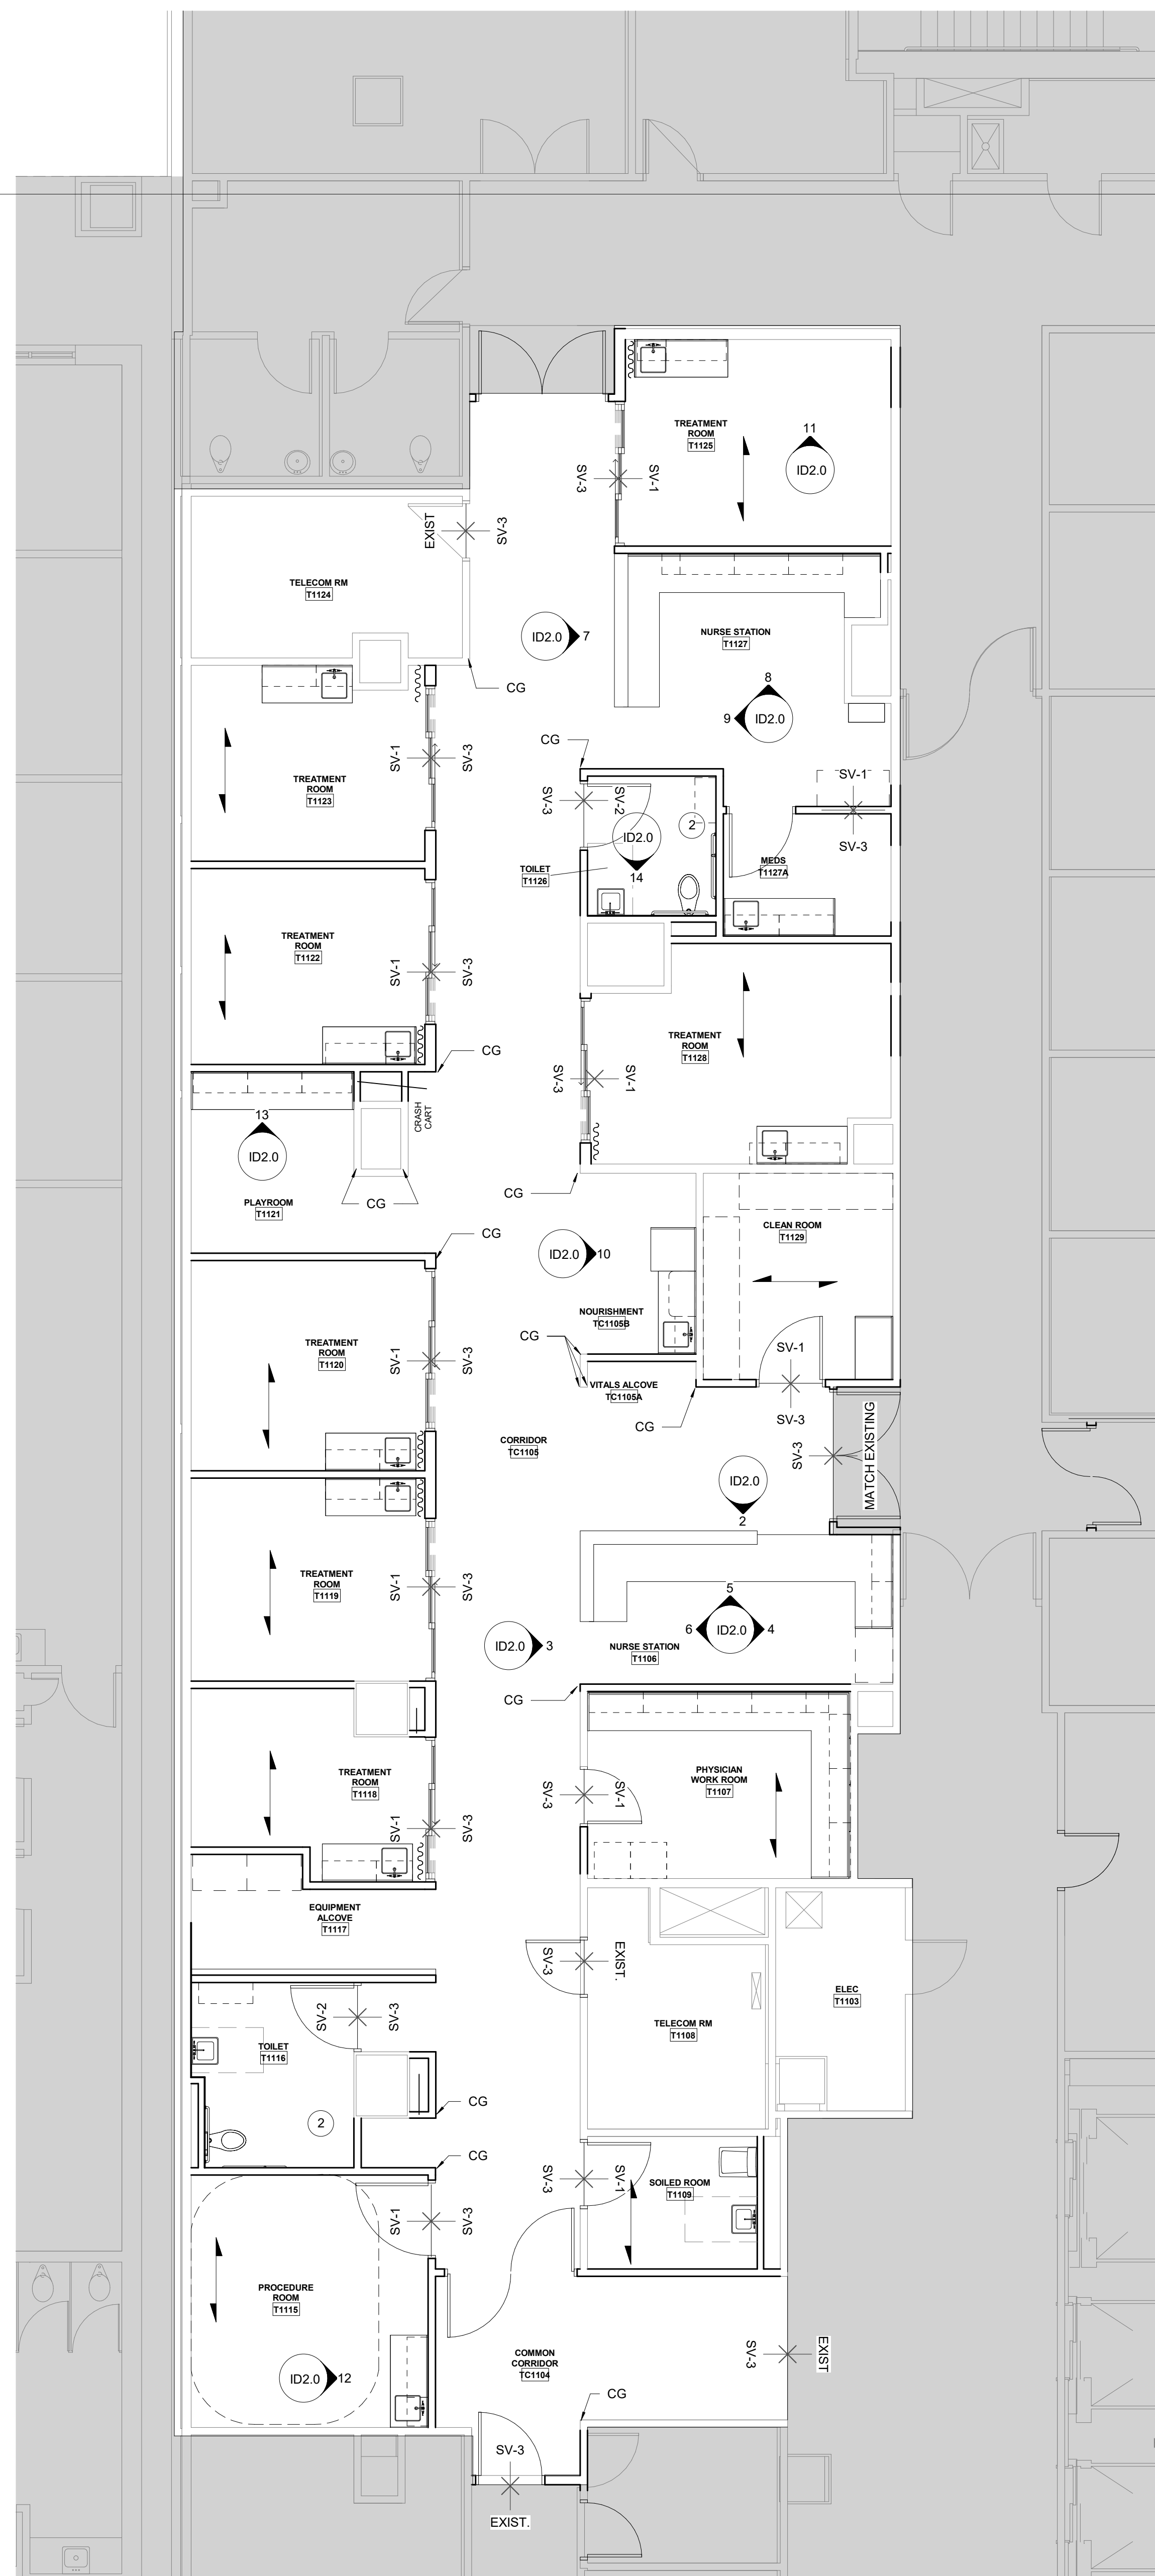 TREATMENT
ROOM
T1125
11
ID2.0
SV-3
SV-1
EXIST
SV-3
TELECOM RM
T1124
ID2.0
7
NURSE STATION
T1127
CG
8
9
ID2.0
CG
SV-1
SV-3
TREATMENT
ROOM
T1123
SV-3
SV-2
SV-1
2
ID2.0
SV-3
MEDS
T1127A
TOILET
T1126
14
TREATMENT
ROOM
T1122
SV-1
SV-3
TREATMENT
ROOM
T1128
CG
SV-3
SV-1
CRASH
CART
13
ID2.0
PLAYROOM
T1121
CG
CG
CG
ID2.0
10
CLEAN ROOM
T1129
NOURISHMENT
TC1105B
CG
TREATMENT
ROOM
T1120
SV-1
SV-3
SV-1
VITALS ALCOVE
TC1105A
SV-3
CG
CORRIDOR
TC1105
SV-3
MATCH EXISTING
ID2.0
2
TREATMENT
ROOM
T1119
SV-1
SV-3
5
6
ID2.0
4
ID2.0
3
NURSE STATION
T1106
CG
TREATMENT
ROOM
T1118
SV-1
SV-3
PHYSICIAN
WORK ROOM
T1107
SV-3
SV-1
EQUIPMENT
ALCOVE
T1117
SV-3
EXIST.
ELEC
T1103
TELECOM RM
T1108
SV-2
SV-3
TOILET
T1116
2
CG
CG
SV-3
SV-1
SOILED ROOM
T1109
SV-1
SV-3
PROCEDURE
ROOM
T1115
ID2.0
12
COMMON
CORRIDOR
TC1104
SV-3
EXIST
CG
SV-3
EXIST.